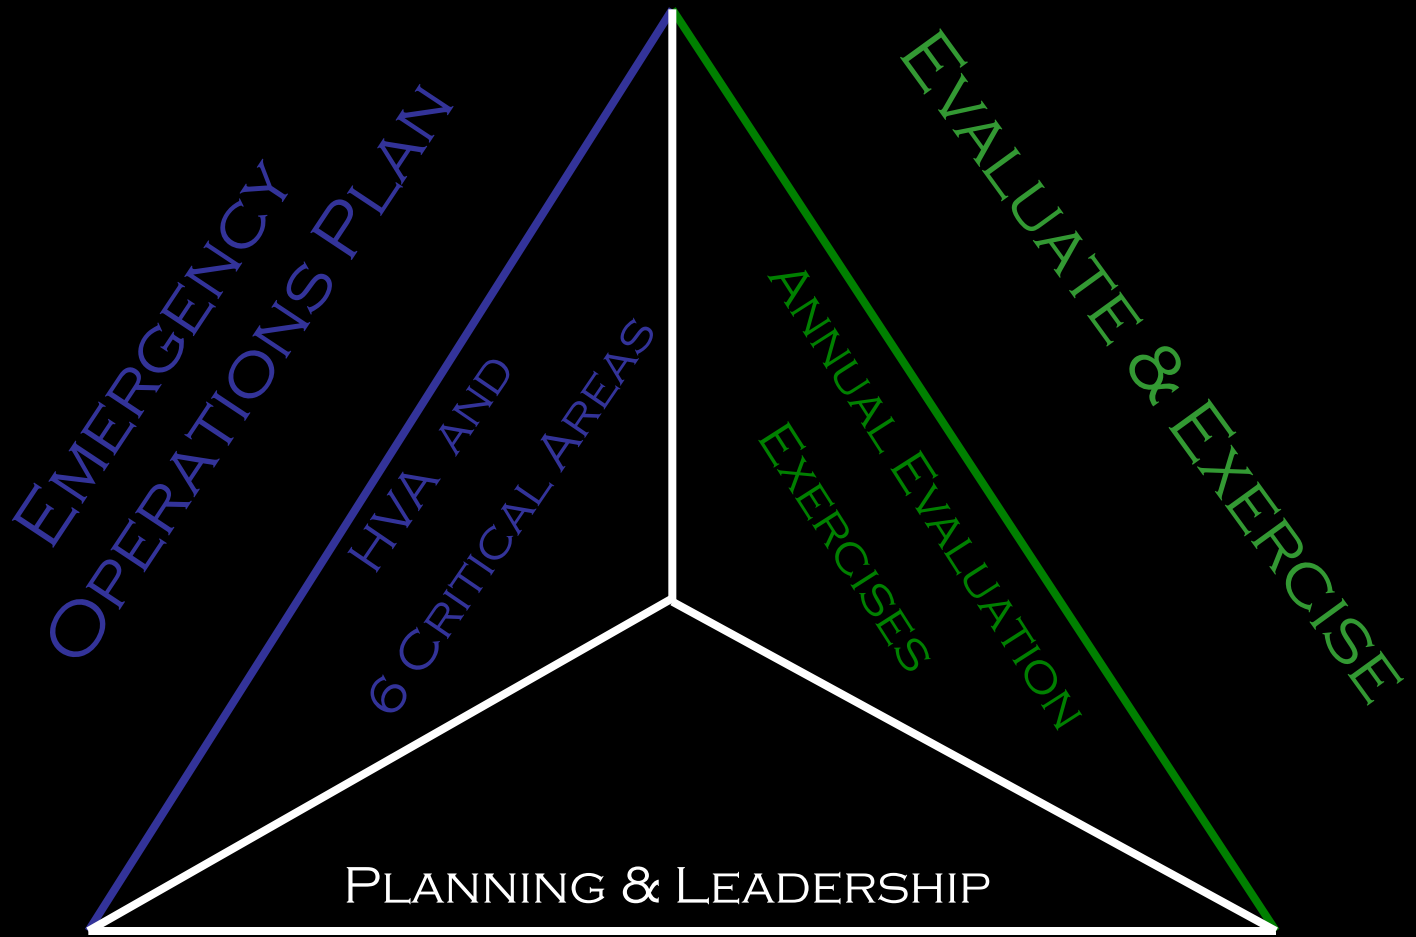 Emergency
Operations Plan
HVA and
6 Critical Areas
Evaluate & Exercise
Annual Evaluation
Exercises
Planning & Leadership